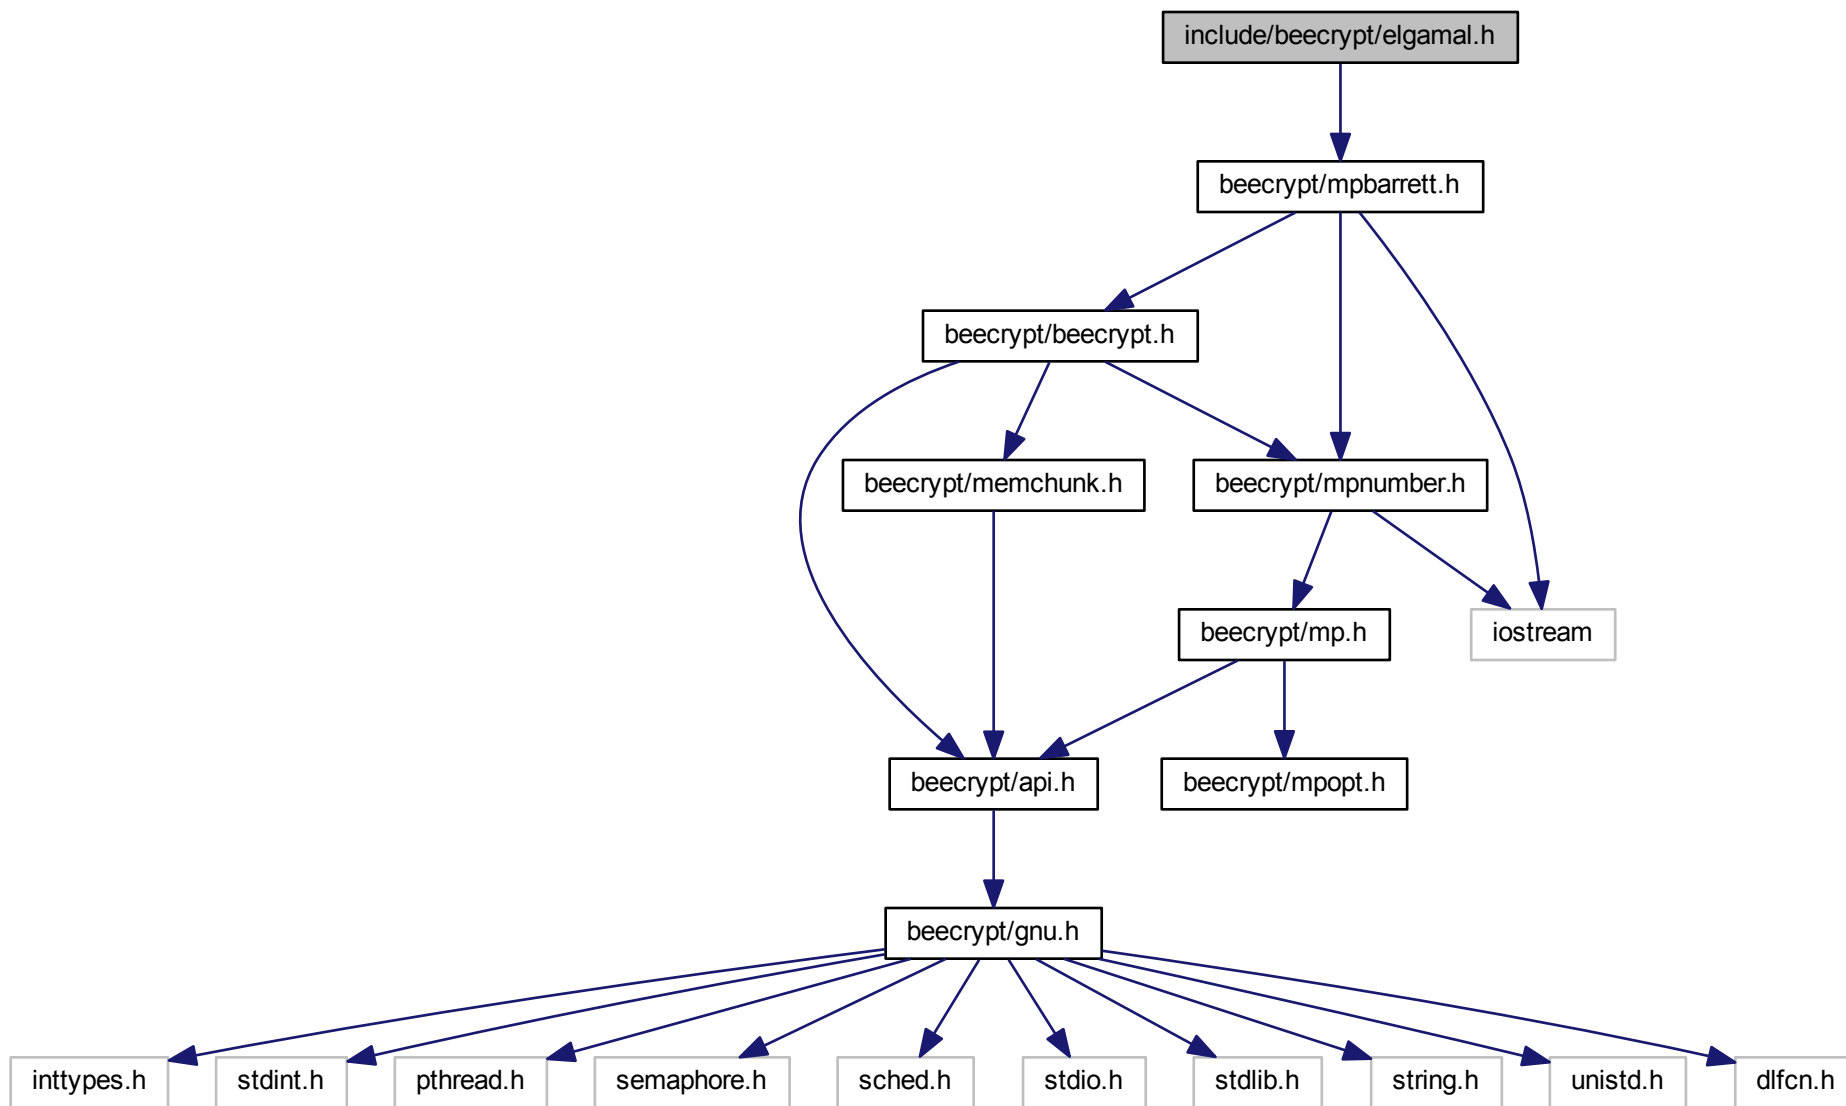 include/beecrypt/elgamal.h
beecrypt/mpbarrett.h
beecrypt/beecrypt.h
beecrypt/memchunk.h
beecrypt/mpnumber.h
beecrypt/mp.h
iostream
beecrypt/api.h
beecrypt/mpopt.h
beecrypt/gnu.h
inttypes.h
stdint.h
pthread.h
semaphore.h
sched.h
stdio.h
stdlib.h
string.h
unistd.h
dlfcn.h